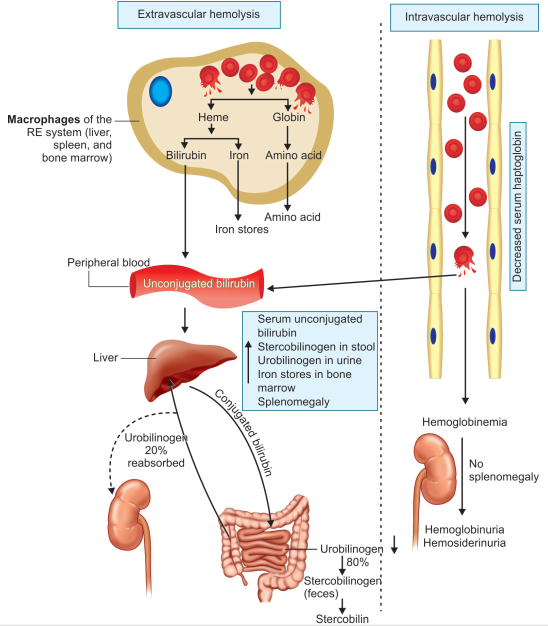 Extravascular hemolysis
Intravascular hemolysis
Macrophages of the
RE system (liver,
spleen, and
bone marrow)
Heme
Globin
Bilirubin
Iron
Amino acid
Amino acid
Iron stores
Peripheral blood
Unconjugated bilirubin
Decreased serum haptoglobin
Serum unconjugated
bilirubin
Stercobilinogen in stool
Urobilinogen in urine
Iron stores in bone
marrow
Splenomegaly
Liver
Conjugated bilirubin
Urobilinogen
20%
reabsorbed
Hemoglobinemia
No
splenomegaly
Hemoglobinuria
Hemosiderinuria
Urobilinogen
80%
Stercobilinogen
(feces)
Stercobilin